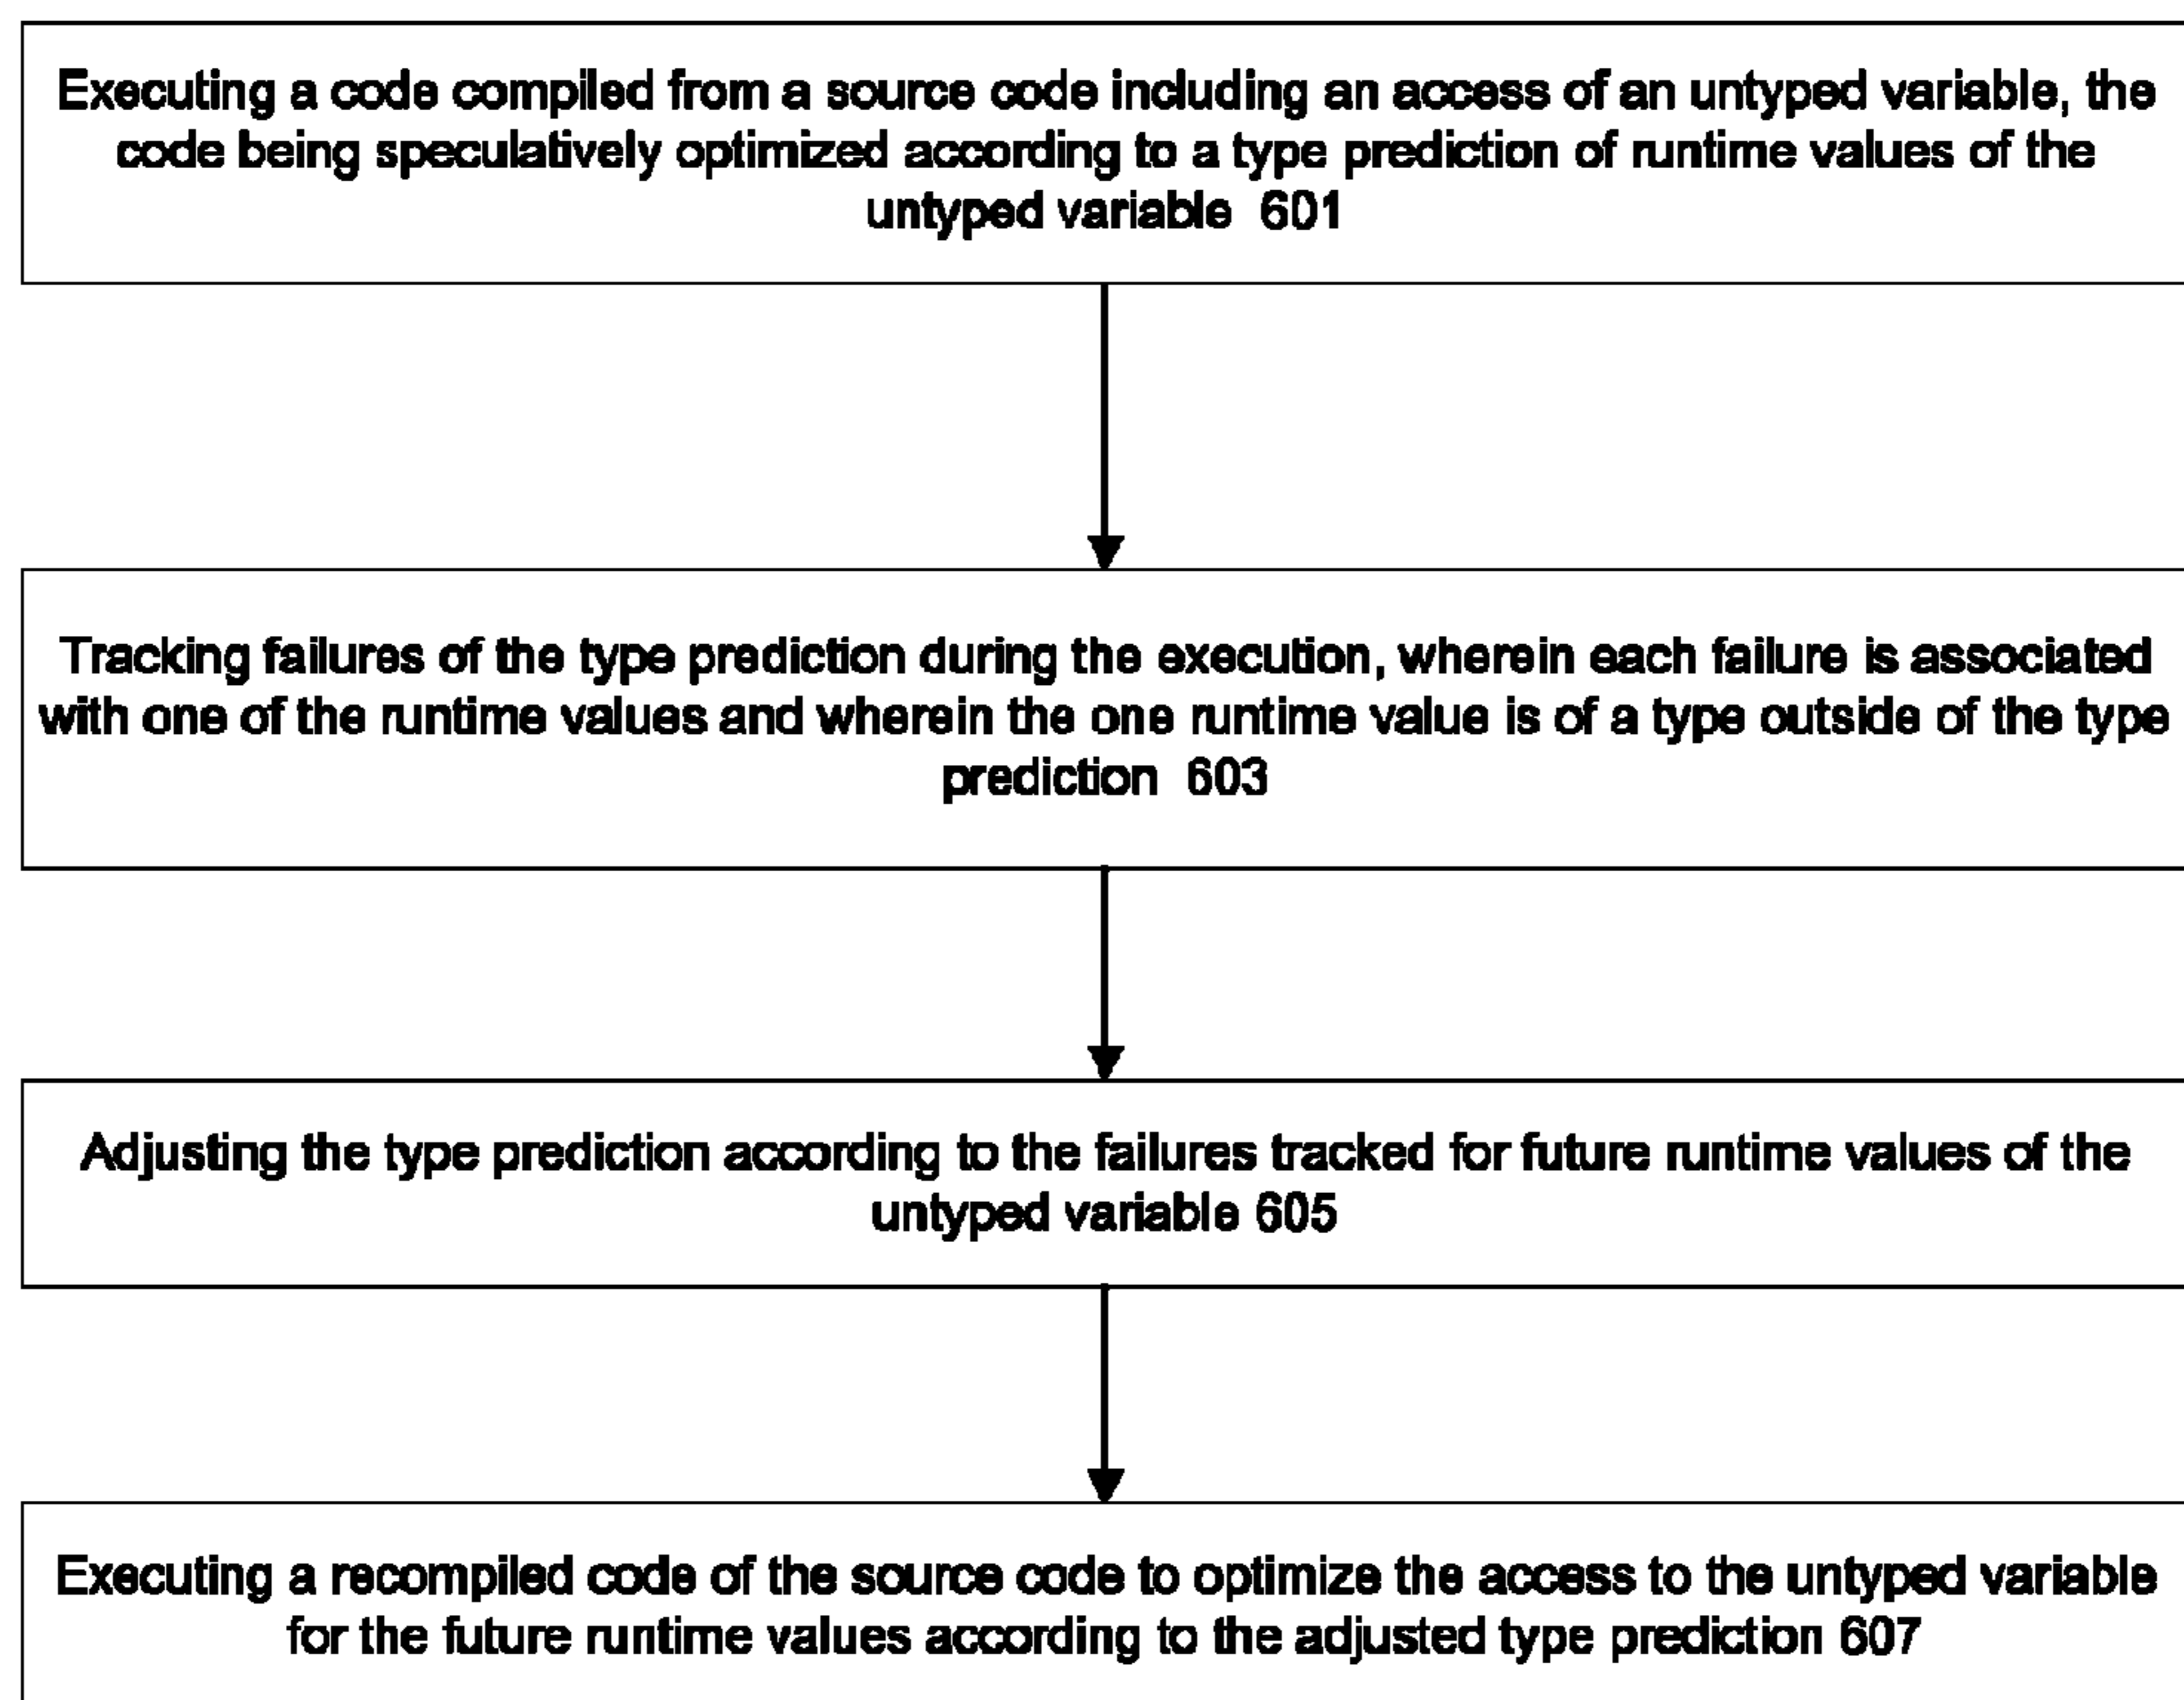 Executing a code compiled from a source code including an access of an untyped variable, the
code being speculatively optimized according to a type prediction of runtime values of the
untyped variable 601
Tracking failures of the type prediction during the execution, wherein each failure is associated
with one of the runtime values and wherein the one runtime value is of a type outside of the type
prediction 603
Adjusting the type prediction according to the failures tracked for future runtime values of the
untyped variable 605
Executing a recompiled code of the source code to optimize the access to the untyped variable
for the future runtime values according to the adjusted type prediction 607